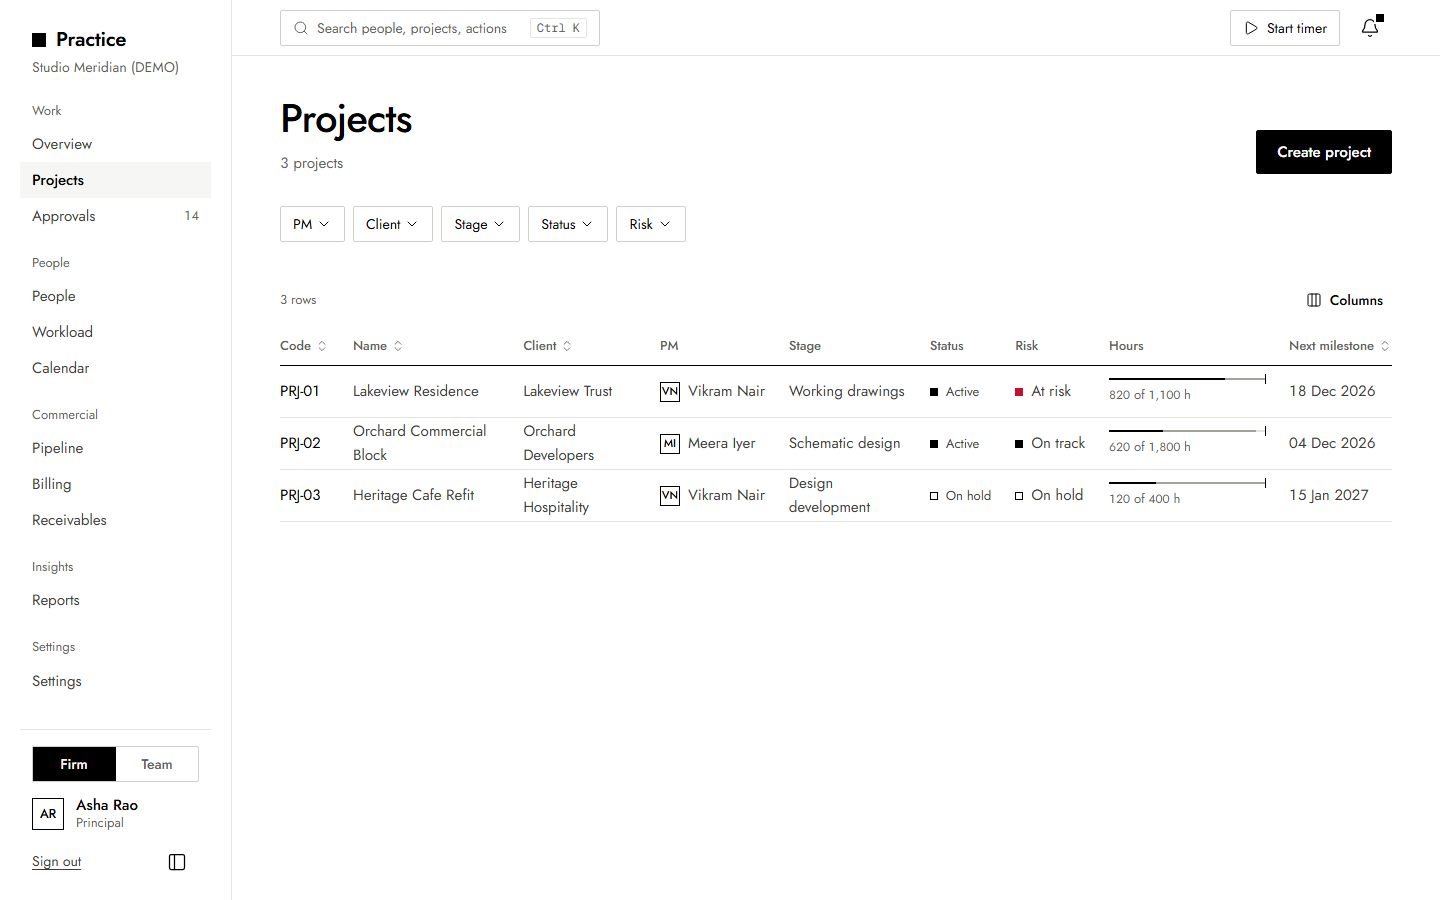 Practice
Studio Meridian (DEMO)
Work
Overview
Projects
Approvals 14
People
People
Workload
Calendar
Commercial
Pipeline
Billing
Receivables
Insights
Reports
Settings
Settings
Firm Team
AR
Asha Rao
Principal
Sign out
Search people, projects, actions Ctrl K
Start timer
Projects
3 projects
Create project
PM Client Stage Status Risk
3 rows
Columns
Code Name Client PM Stage Status Risk Hours Next milestone
PRJ-01 Lakeview Residence Lakeview Trust VN Vikram Nair Working drawings Active At risk 820 of 1,100 h 18 Dec 2026
PRJ-02 Orchard Commercial Block Orchard Developers MI Meera Iyer Schematic design Active On track 620 of 1,800 h 04 Dec 2026
PRJ-03 Heritage Cafe Refit Heritage Hospitality VN Vikram Nair Design development On hold On hold 120 of 400 h 15 Jan 2027